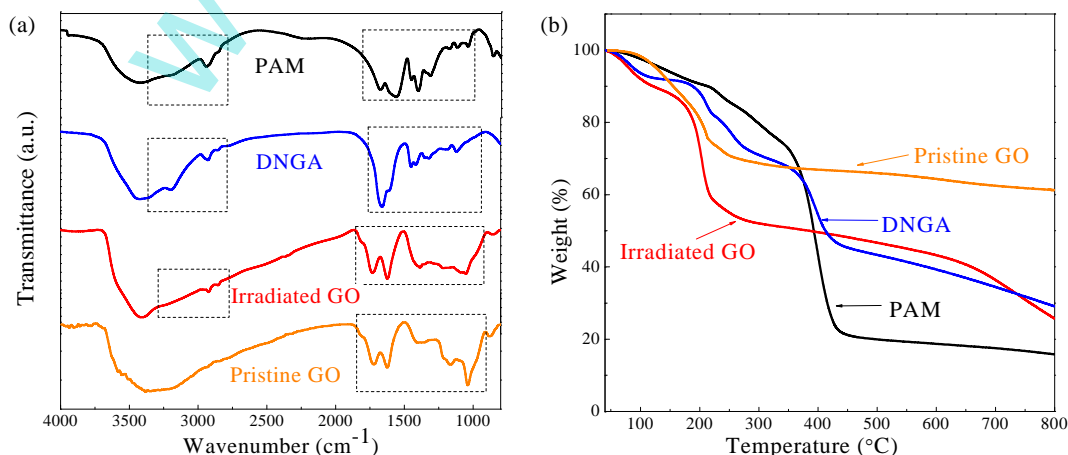 (a)
PAM
DNGA
Irradiated GO
Pristine GO
Transmittance (a.u.)
4000 3500 3000 2500 2000 1500 1000
Wavenumber (cm-1)
(b)
100
80
60
40
20
0
Pristine GO
DNGA
Irradiated GO
PAM
Weight (%)
100 200 300 400 500 600 700 800
Temperature (°C)
W